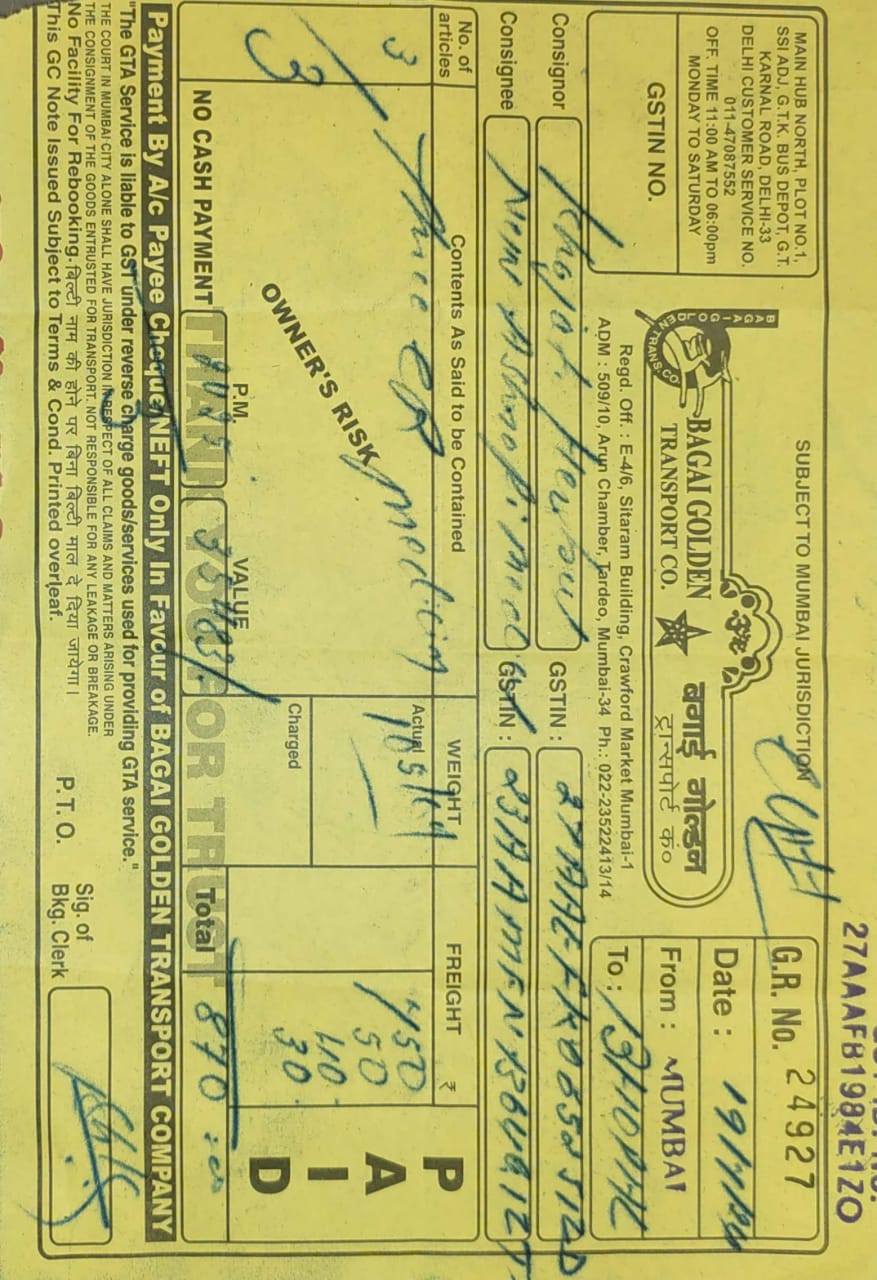 27AAAFB1984E1ZO
SUBJECT TO MUMBAI JURISDICTION
MAIN HUB NORTH, PLOT NO.1,
SSI ADJ, G.T.K. BUS DEPOT, G.T.
KARNAL ROAD, DELHI-33
DELHI CUSTOMER SERVICE NO.
011-47087552
OFF. TIME 11:00 AM TO 06:00pm
MONDAY TO SATURDAY
GSTIN NO.
ॐ
BAGAI GOLDEN
TRANS.CO.
BAGAI GOLDEN
TRANSPORT CO.
बगाई गोल्डन
ट्रान्सपोर्ट कं०
Regd. Off. : E-4/6, Sitaram Building, Crawford Market Mumbai-1
ADM : 509/10, Arun Chamber, Tardeo, Mumbai-34 Ph.: 022-23522413/14
G.R. No. 24927
Date :
From : MUMBAI
To :
Consignor
GSTIN :
Consignee
GSTIN :
No. of articles
Contents As Said to be Contained
WEIGHT
FREIGHT ₹
3
Three
Actual
Charged
450
50
40
30
PAID
OWNER'S RISK
3
NO CASH PAYMENT
P.M.
VALUE
35483/
Total
870
THANK YOU FOR TRUST
Payment By A/c Payee Cheque/NEFT Only In Favour of BAGAI GOLDEN TRANSPORT COMPANY
"The GTA Service is liable to GST under reverse charge goods/services used for providing GTA service."
THE COURT IN MUMBAI CITY ALONE SHALL HAVE JURISDICTION IN RESPECT OF ALL CLAIMS AND MATTERS ARISING UNDER
THE CONSIGNMENT OF THE GOODS ENTRUSTED FOR TRANSPORT. NOT RESPONSIBLE FOR ANY LEAKAGE OR BREAKAGE.
No Facility For Rebooking. बिल्टी नाम की होने पर बिना बिल्टी माल दे दिया जायेगा।
This GC Note Issued Subject to Terms & Cond. Printed overleaf.
P.T.O.
Sig. of
Bkg. Clerk